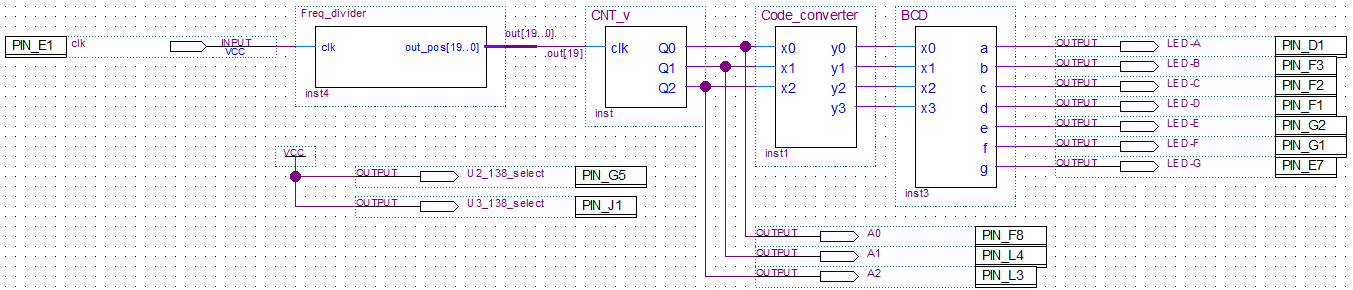 Freq_divider
CNT_v
Code_converter
BCD
PIN_E1
clk
INPUT
VCC
clk
out_pos[19..0]
out[19..0]
out[19]
inst4
clk
Q0
Q1
Q2
inst
x0
y0
x1
y1
x2
y2
y3
inst1
x0
a
x1
b
x2
c
x3
d
e
f
g
inst3
OUTPUT
LED-A
PIN_D1
OUTPUT
LED-B
PIN_F3
OUTPUT
LED-C
PIN_F2
OUTPUT
LED-D
PIN_F1
OUTPUT
LED-E
PIN_G2
OUTPUT
LED-F
PIN_G1
OUTPUT
LED-G
PIN_E7
VCC
OUTPUT
U2_138_select
PIN_G5
OUTPUT
U3_138_select
PIN_J1
OUTPUT
A0
PIN_F8
OUTPUT
A1
PIN_L4
OUTPUT
A2
PIN_L3